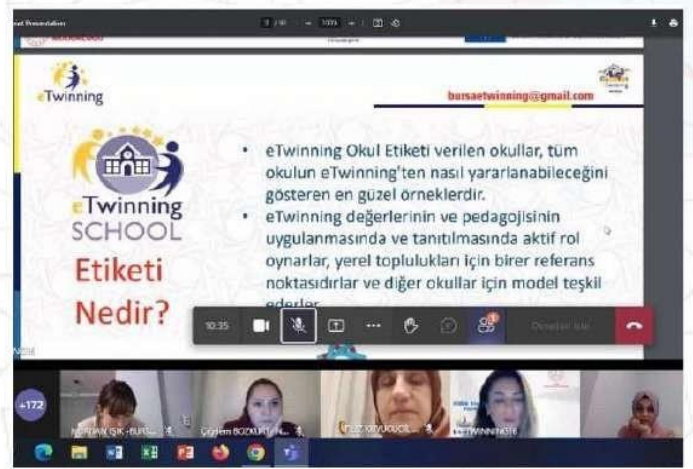 eTwinning
bursaetwinning@gmail.com
eTwinning
SCHOOL
Etiketi
Nedir?
• eTwinning Okul Etiketi verilen okullar, tüm
okulun eTwinning'ten nasıl yararlanabileceğini
gösteren en güzel örneklerdir.
• eTwinning değerlerinin ve pedagojisinin
uygulanmasında ve tanıtılmasında aktif rol
oynarlar, yerel toplulukları için birer referans
noktasıdırlar ve diğer okullar için model teşkil
ederler
10:35
+172